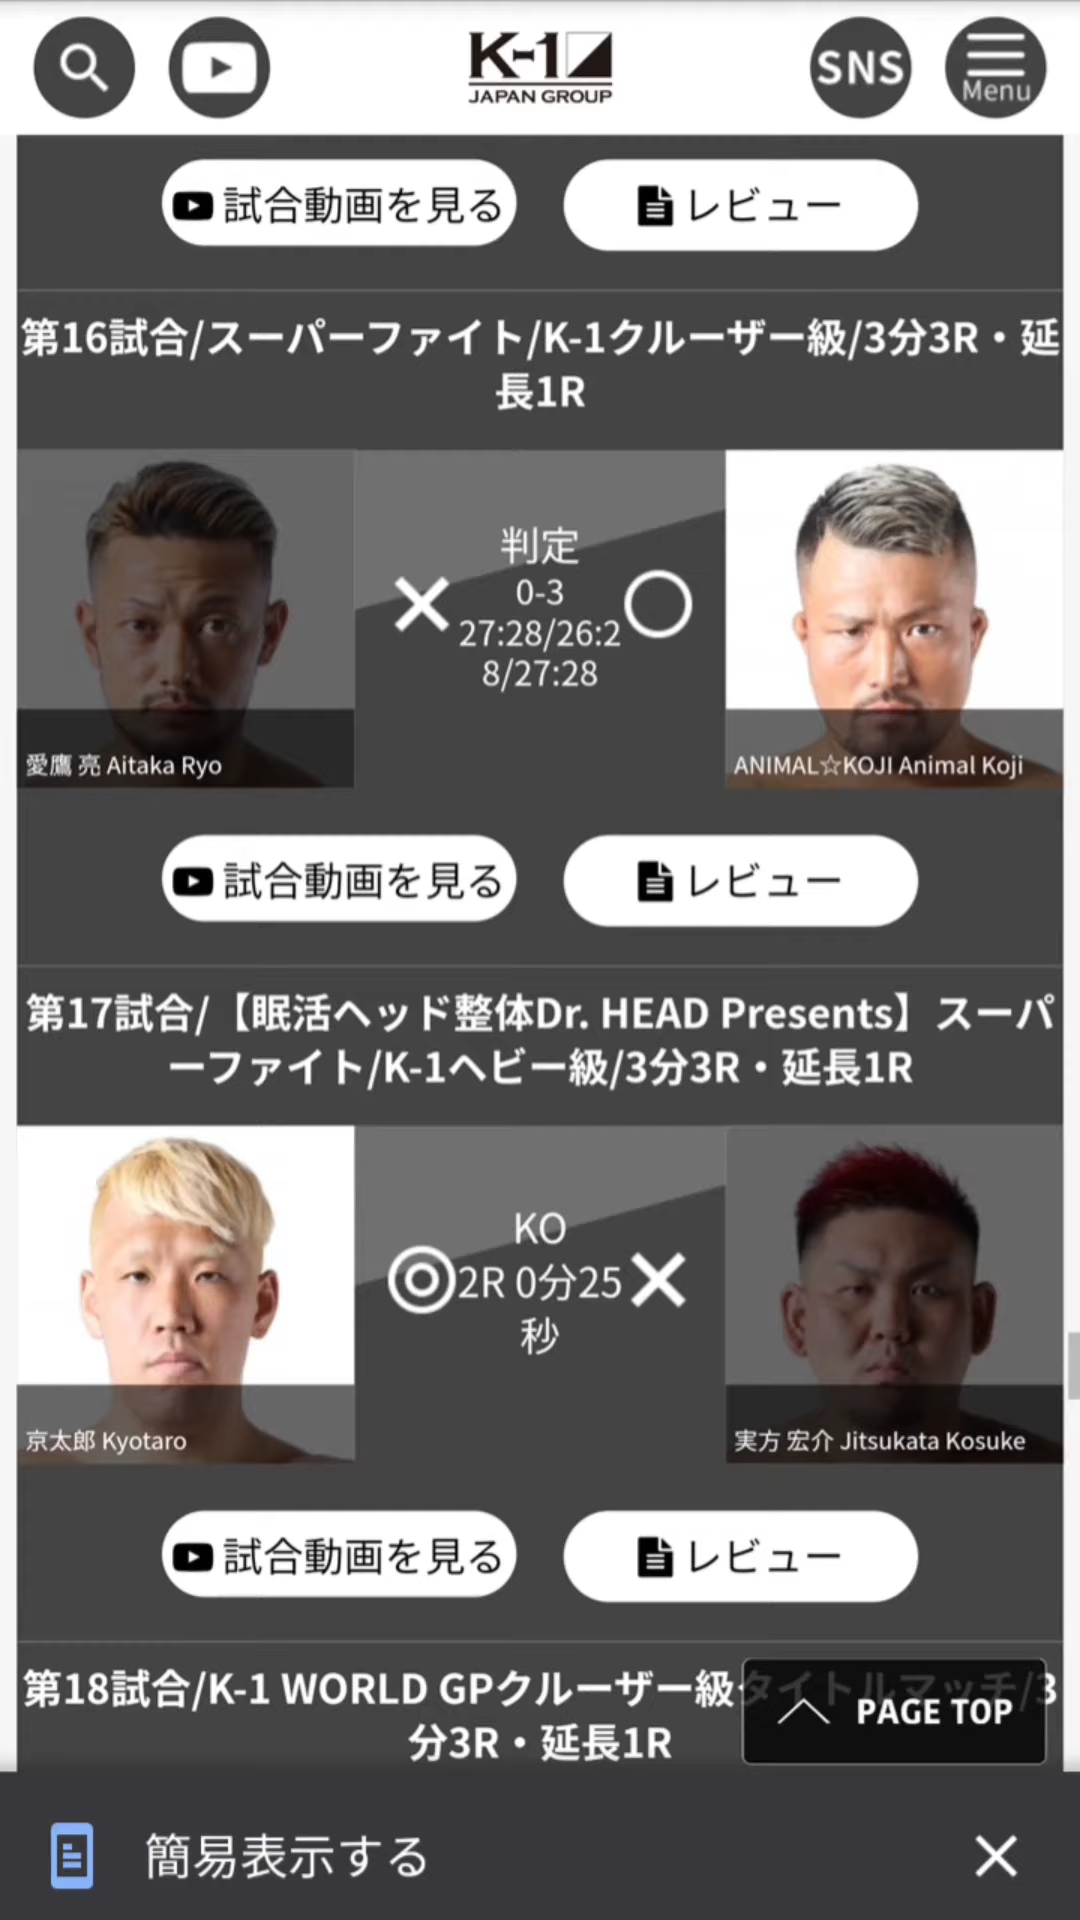 K-1
JAPAN GROUP
SNS
Menu
試合動画を見る
レビュー
第16試合/スーパーファイト/K-1クルーザー級/3分3R・延
長1R
判定
0-3
27:28/26:2
8/27:28
愛鷹 亮 Aitaka Ryo
ANIMAL☆KOJI Animal Koji
試合動画を見る
レビュー
第17試合/【眠活ヘッド整体Dr. HEAD Presents】スーパ
ーファイト/K-1ヘビー級/3分3R・延長1R
KO
2R 0分25
秒
京太郎 Kyotaro
実方 宏介 Jitsukata Kosuke
試合動画を見る
レビュー
第18試合/K-1 WORLD GPクルーザー級タイトルマッチ/3
分3R・延長1R
PAGE TOP
簡易表示する